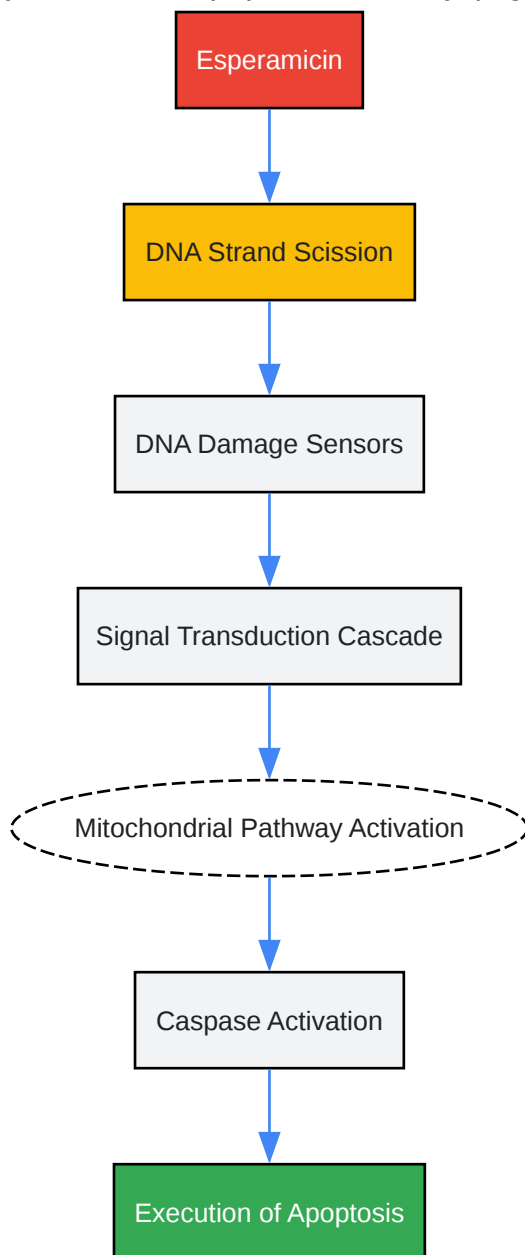 Esperamicin
DNA Strand Scission
DNA Damage Sensors
Signal Transduction Cascade
Mitochondrial Pathway Activation
Caspase Activation
Execution of Apoptosis